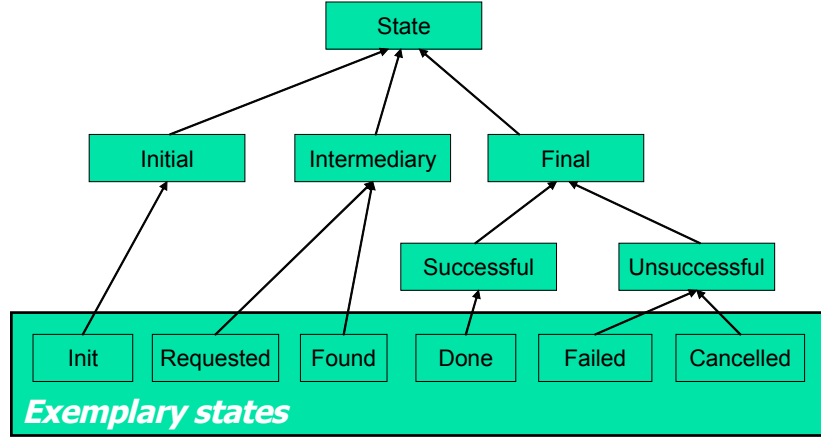 State
Initial
Intermediary
Final
Successful
Unsuccessful
Init
Requested
Found
Done
Failed
Cancelled
Exemplary states